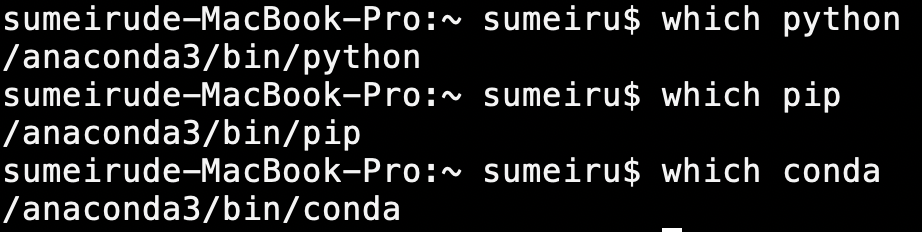 sumeirude-MacBook-Pro:~ sumeiru$ which python
/anaconda3/bin/python
sumeirude-MacBook-Pro:~ sumeiru$ which pip
/anaconda3/bin/pip
sumeirude-MacBook-Pro:~ sumeiru$ which conda
/anaconda3/bin/conda